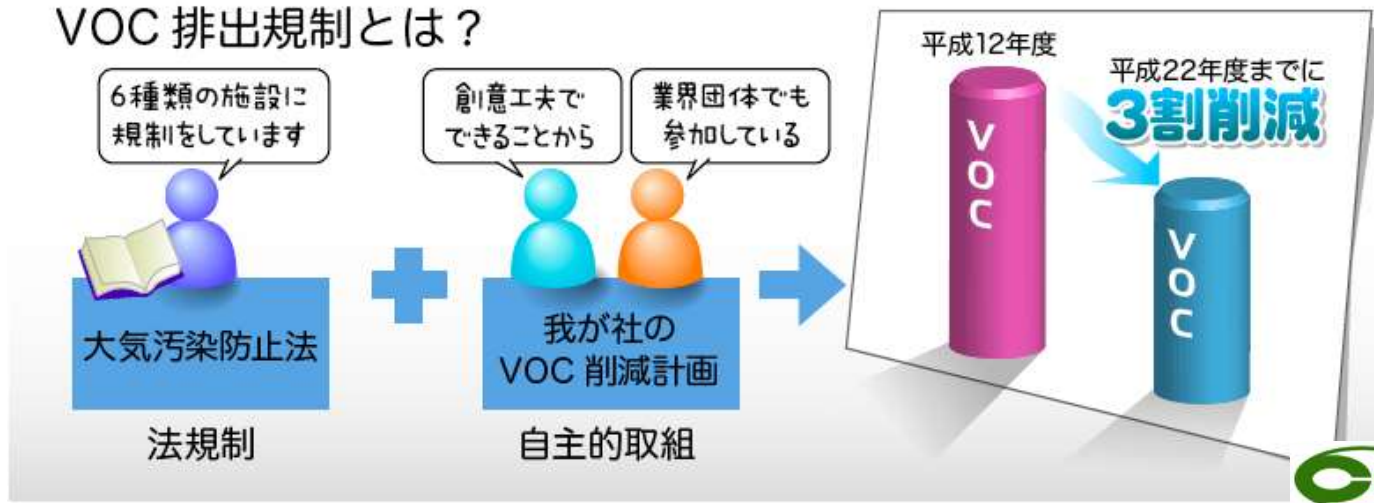 VOC 排出規制とは？
6種類の施設に
規制をしています
創意工夫で
できることから
業界団体でも
参加している
大気汚染防止法
法規制
我が社の
VOC 削減計画
自主的取組
平成12年度
VOC
平成22年度までに
3割削減
VOC